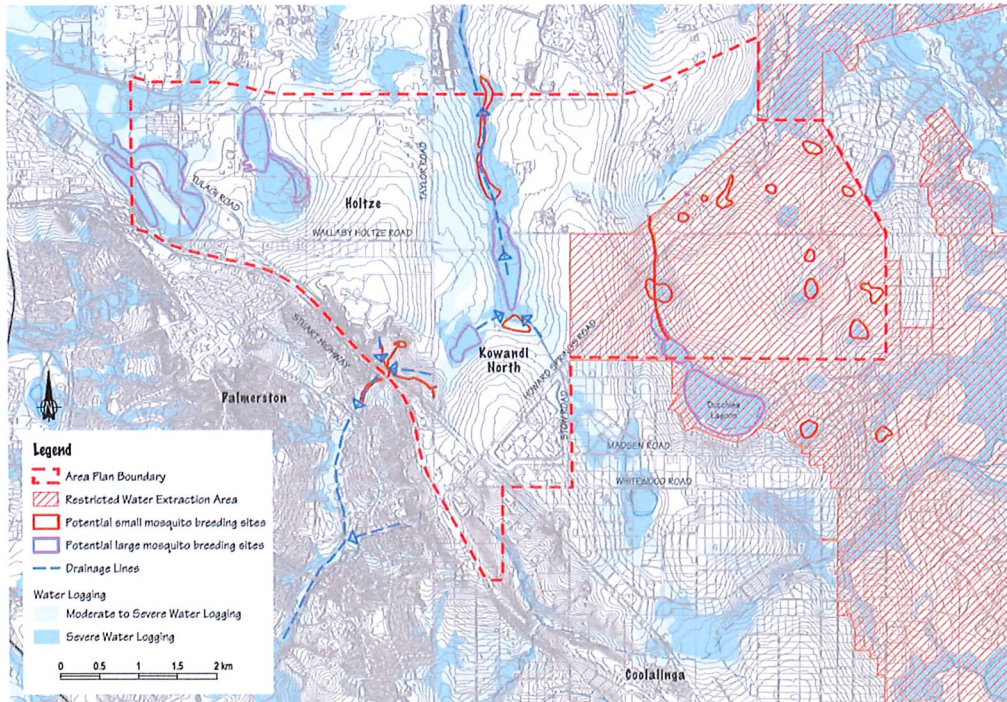 TULAGI ROAD
Holtze
TAYLOR ROAD
WALLABY HOLTZE ROAD
STUART HIGHWAY
Kowandi
North
HOWARD SPRINGS ROAD
STOW ROAD
Palmerston
Dutchies
Lagoon
MADSEN ROAD
WHITEWOOD ROAD
Coolalinga
Legend
Area Plan Boundary
Restricted Water Extraction Area
Potential small mosquito breeding sites
Potential large mosquito breeding sites
Drainage Lines
Water Logging
Moderate to Severe Water Logging
Severe Water Logging
0 0.5 1 1.5 2 km